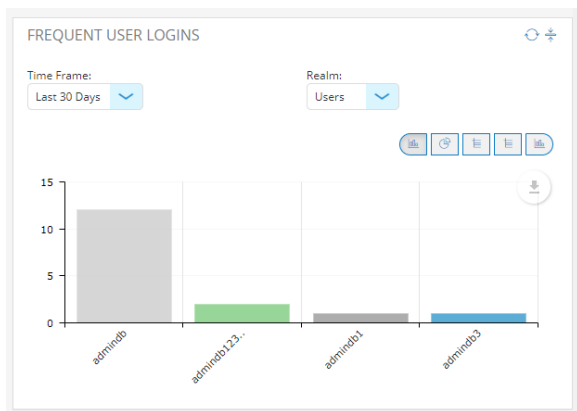 FREQUENT USER LOGINS
Time Frame:
Realm:
Last 30 Days
Users
15
10
5
0
admindb
admindb123..
admindb1
admindb3